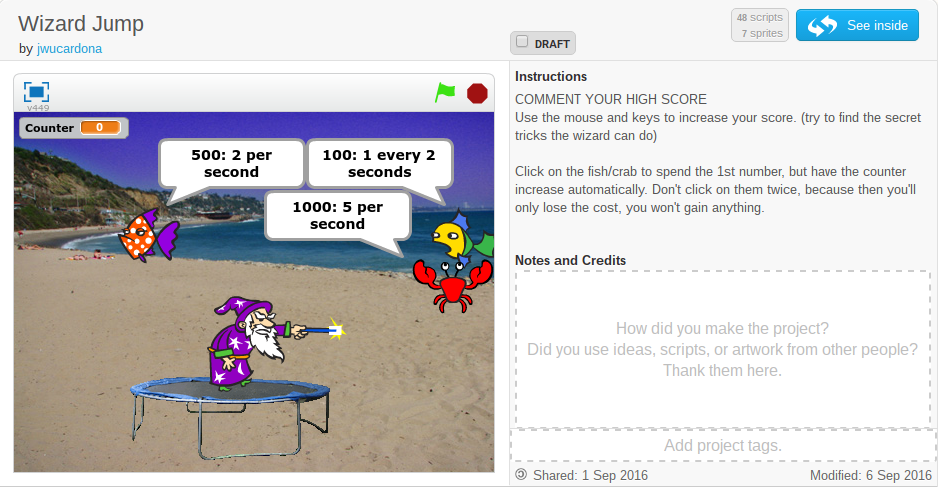 Wizard Jump
by jwucardona
DRAFT
48 scripts
7 sprites
See inside
v449
Counter 0
500: 2 per
second
100: 1 every 2
seconds
1000: 5 per
second
Instructions
COMMENT YOUR HIGH SCORE
Use the mouse and keys to increase your score. (try to find the secret
tricks the wizard can do)
Click on the fish/crab to spend the 1st number, but have the counter
increase automatically. Don't click on them twice, because then you'll
only lose the cost, you won't gain anything.
Notes and Credits
How did you make the project?
Did you use ideas, scripts, or artwork from other people?
Thank them here.
Add project tags.
Shared: 1 Sep 2016 Modified: 6 Sep 2016